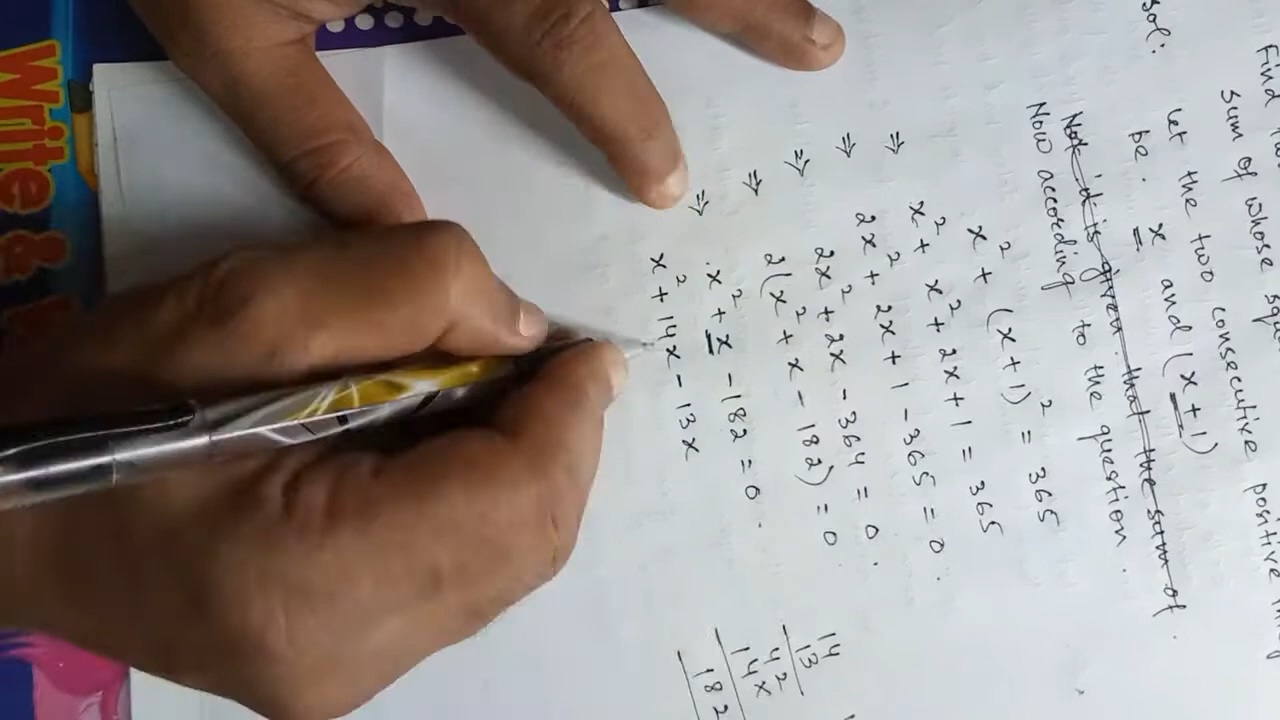 Find
sum of whose
positive
sol: Let the two consecutive
be. x and (x+1)
Note it is given that the sum of.
Now according to the question.
x² + (x+1)² = 365
⇒ x² + x² + 2x + 1 = 365
⇒ 2x² + 2x + 1 - 365 = 0.
⇒ 2x² + 2x - 364 = 0.
⇒ 2(x² + x - 182) = 0
⇒ x² + x - 182 = 0.
x² + 14x - 13x
14
13
42
14x
182
Write &